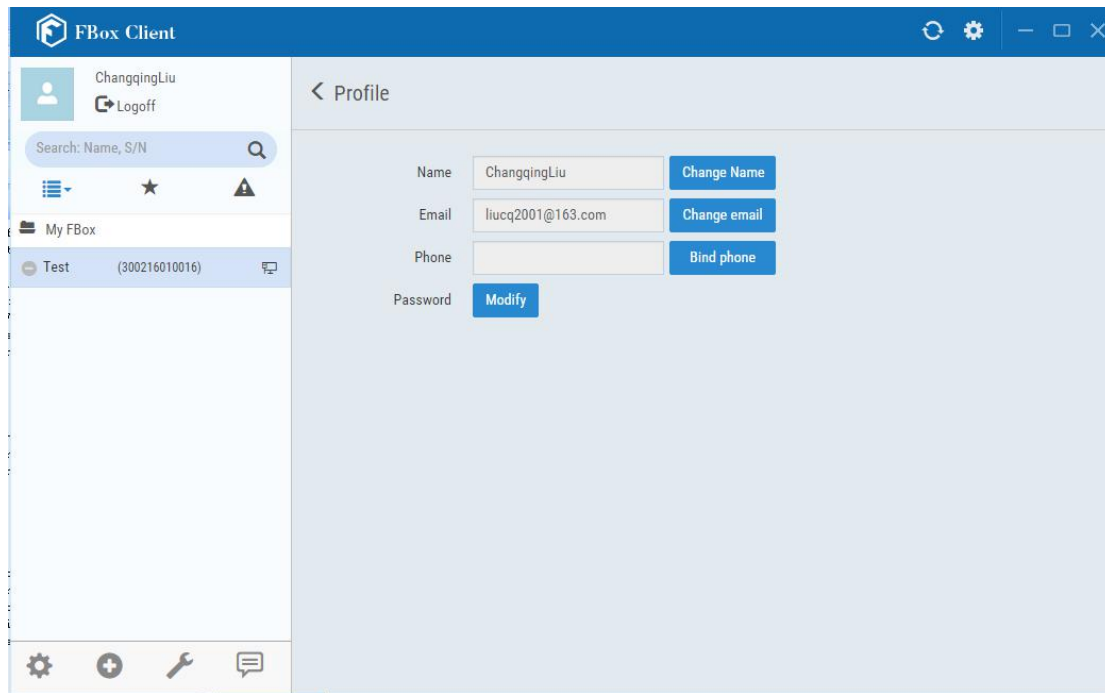 FBox Client
ChangqingLiu
Logoff
Search: Name, S/N
My FBox
Test (300216010016)
Profile
Name ChangqingLiu Change Name
Email liucq2001@163.com Change email
Phone Bind phone
Password Modify